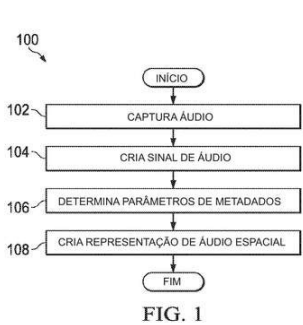 100
INÍCIO
102
CAPTURA ÁUDIO
104
CRIA SINAL DE ÁUDIO
106
DETERMINA PARÂMETROS DE METADADOS
108
CRIA REPRESENTAÇÃO DE ÁUDIO ESPACIAL
FIM
FIG. 1